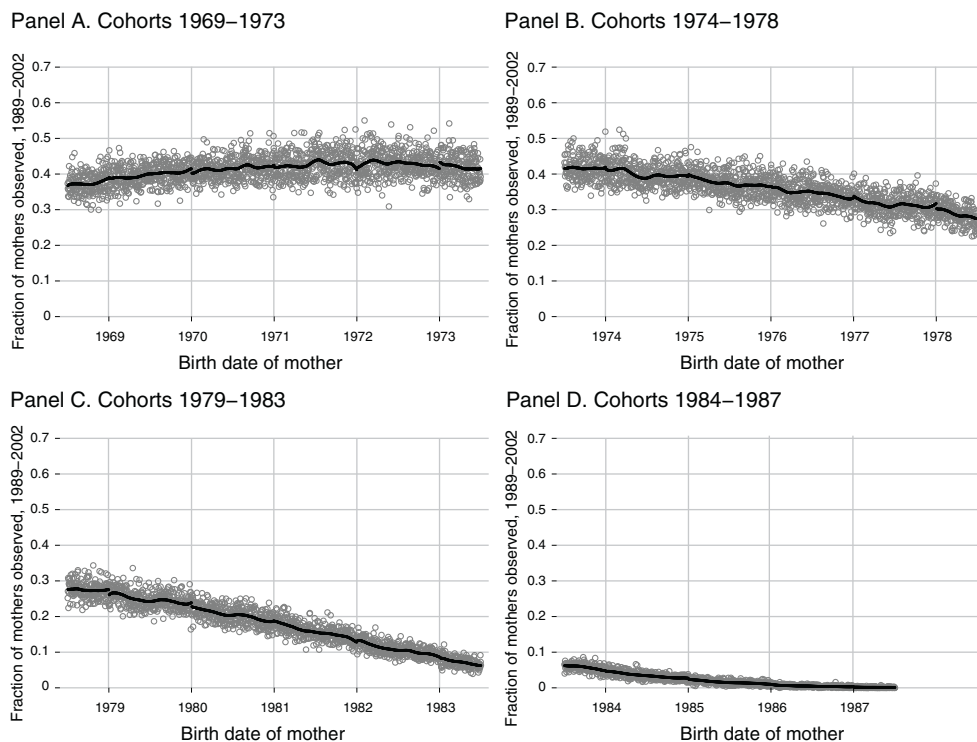 Panel A. Cohorts 1969–1973
Fraction of mothers observed, 1989–2002
0.7
0.6
0.5
0.4
0.3
0.2
0.1
0
1969 1970 1971 1972 1973
Birth date of mother
Panel B. Cohorts 1974–1978
Fraction of mothers observed, 1989–2002
0.7
0.6
0.5
0.4
0.3
0.2
0.1
0
1974 1975 1976 1977 1978
Birth date of mother
Panel C. Cohorts 1979–1983
Fraction of mothers observed, 1989–2002
0.7
0.6
0.5
0.4
0.3
0.2
0.1
0
1979 1980 1981 1982 1983
Birth date of mother
Panel D. Cohorts 1984–1987
Fraction of mothers observed, 1989–2002
0.7
0.6
0.5
0.4
0.3
0.2
0.1
0
1984 1985 1986 1987
Birth date of mother